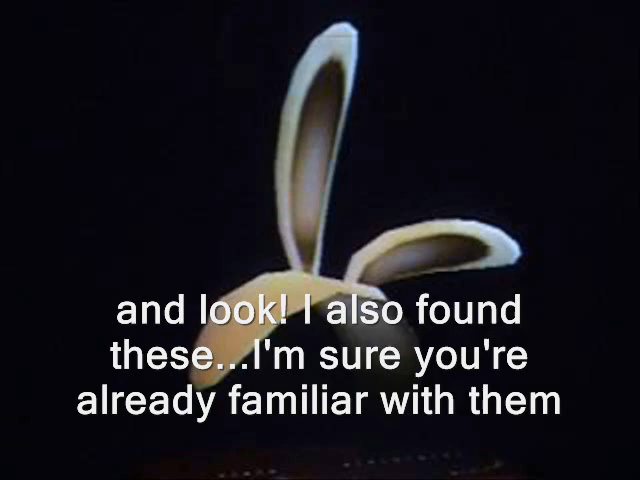 and look! I also found
these...I'm sure you're
already familiar with them